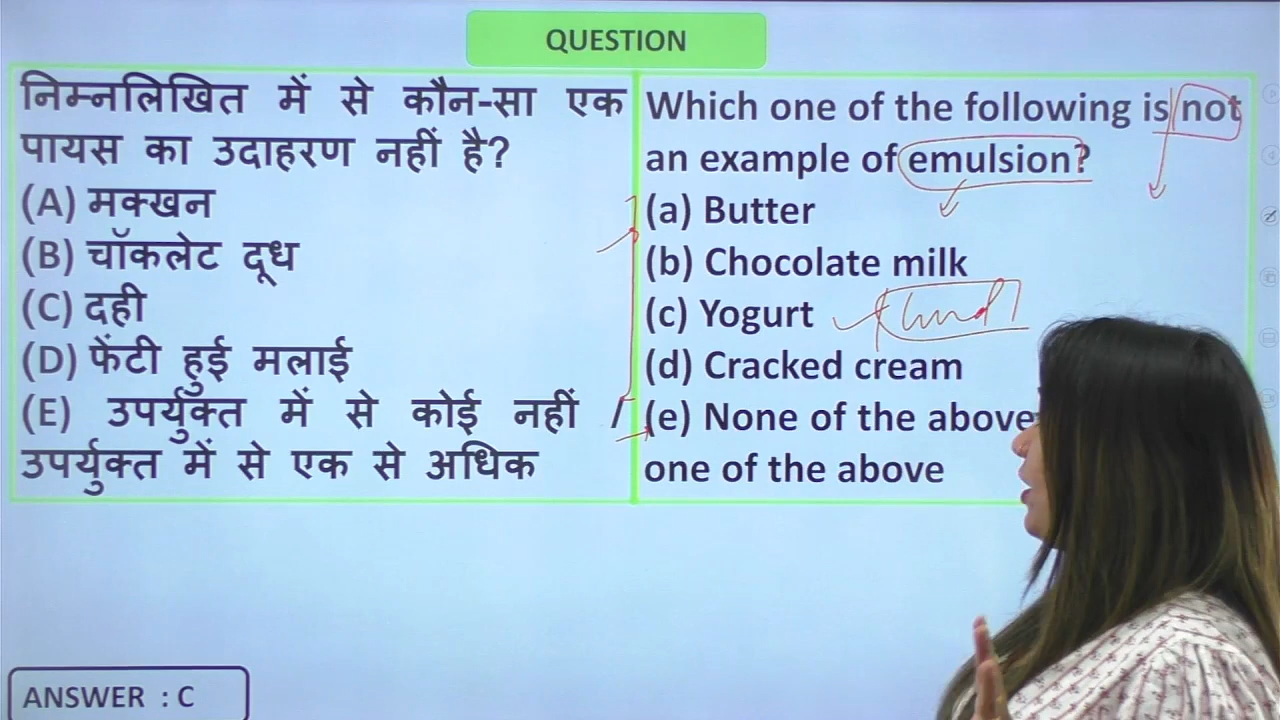 QUESTION
निम्नलिखित में से कौन-सा एक
पायस का उदाहरण नहीं है?
(A) मक्खन
(B) चॉकलेट दूध
(C) दही
(D) फेंटी हुई मलाई
(E) उपर्युक्त में से कोई नहीं /
उपर्युक्त में से एक से अधिक
Which one of the following is not
an example of emulsion?
(a) Butter
(b) Chocolate milk
(c) Yogurt
(d) Cracked cream
(e) None of the above
one of the above
ANSWER : C